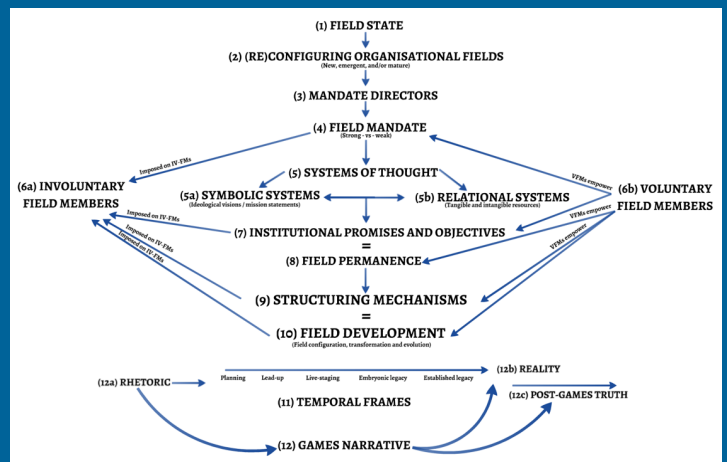 (1) FIELD STATE
(2) (RE)CONFIGURING ORGANISATIONAL FIELDS
(New, emergent, and/or mature)
(3) MANDATE DIRECTORS
(4) FIELD MANDATE
(Strong - vs - weak)
Imposed on IV-FMs
(5) SYSTEMS OF THOUGHT
VFMs empower
(6a) INVOLUNTARY
FIELD MEMBERS
(5a) SYMBOLIC SYSTEMS
(Ideological visions / mission statements)
(5b) RELATIONAL SYSTEMS
(Tangible and intangible resources)
(6b) VOLUNTARY
FIELD MEMBERS
VFMs empower
Imposed on IV-FMs
(7) INSTITUTIONAL PROMISES AND OBJECTIVES
VFMs empower
=
Imposed on IV-FMs
Imposed on IV-FMs
(8) FIELD PERMANENCE
(9) STRUCTURING MECHANISMS
=
(10) FIELD DEVELOPMENT
(Field configuration, transformation and evolution)
(12a) RHETORIC
Planning Lead-up Live-staging Embryonic legacy Established legacy
(12b) REALITY
(12c) POST-GAMES TRUTH
(11) TEMPORAL FRAMES
(12) GAMES NARRATIVE